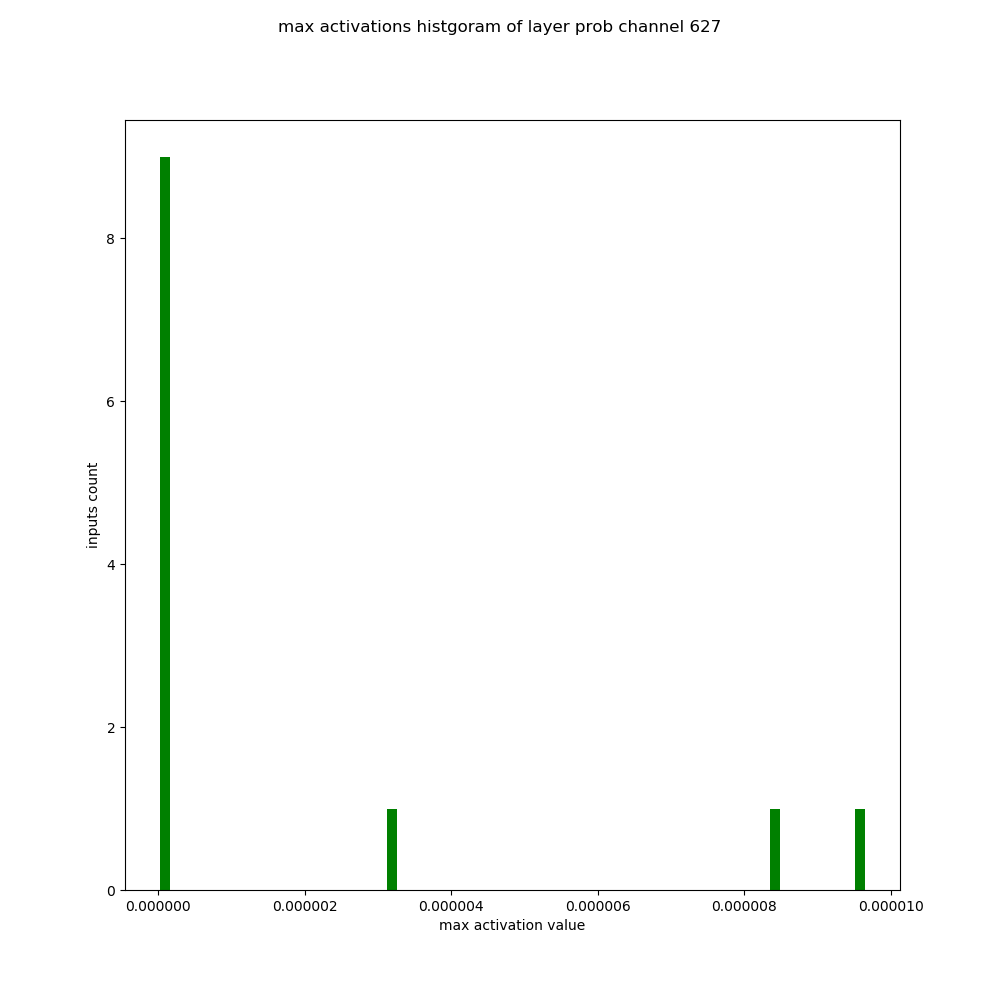 max activations histgoram of layer prob channel 627
8
6
4
2
0
inputs count
0.000000 0.000002 0.000004 0.000006 0.000008 0.000010
max activation value